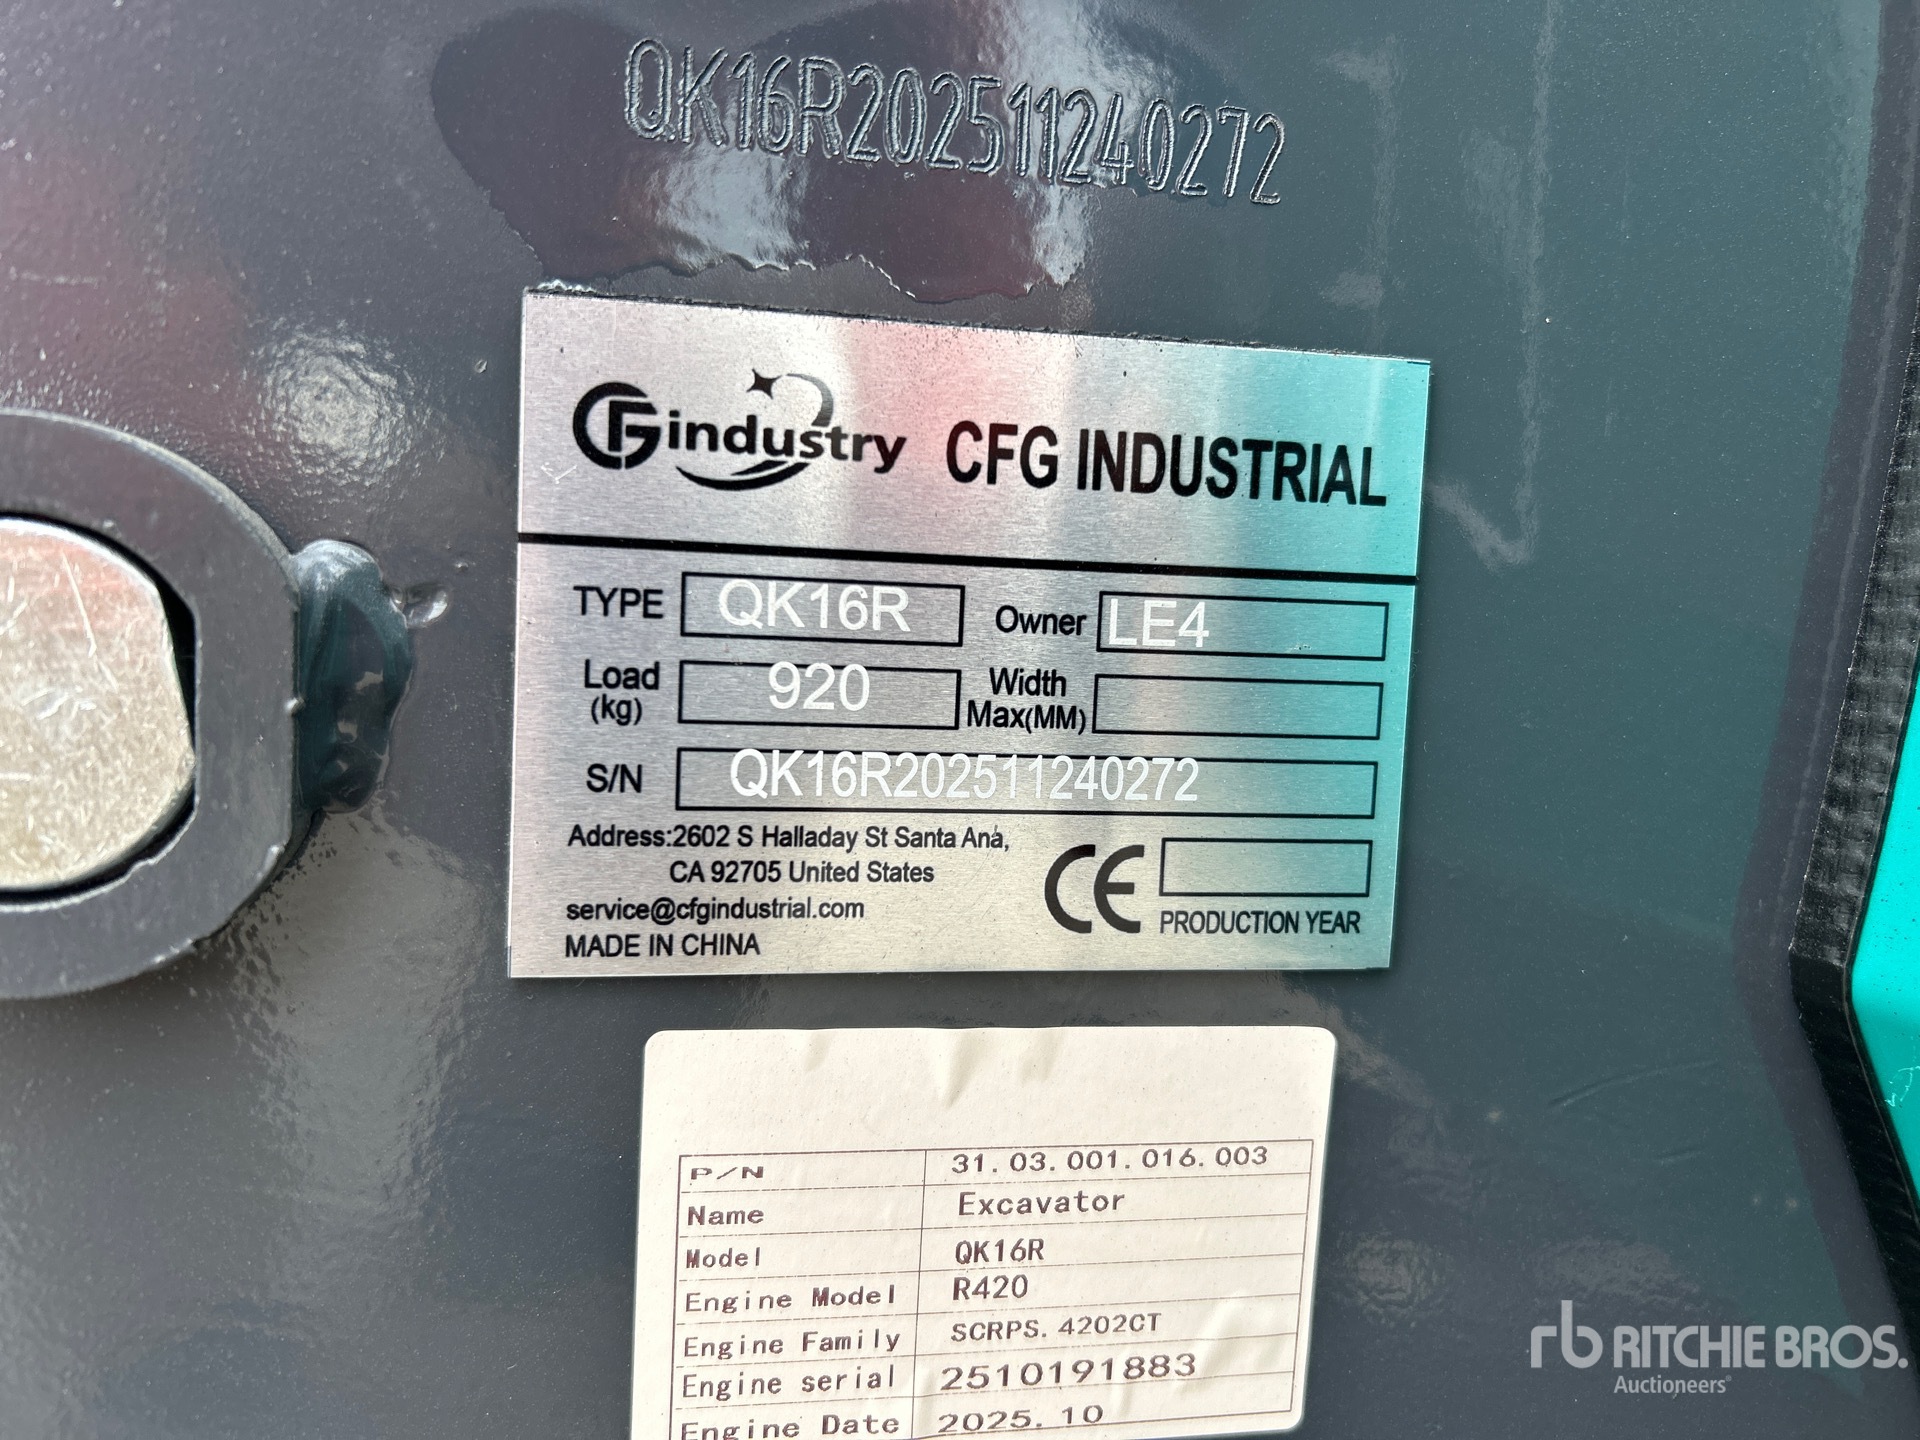 QK16R202511240272
CFG industry CFG INDUSTRIAL
TYPE QK16R Owner LE4
Load (kg) 920 Width Max(MM)
S/N QK16R202511240272
Address:2602 S Halladay St Santa Ana,
CA 92705 United States
service@cfgindustrial.com
MADE IN CHINA
CE PRODUCTION YEAR
P/N 31.03.001.016.003
Name Excavator
Model QK16R
Engine Model R420
Engine Family SCRPS.4202CT
Engine serial 2510191883
Engine Date 2025.10
rb RITCHIE BROS.
Auctioneers